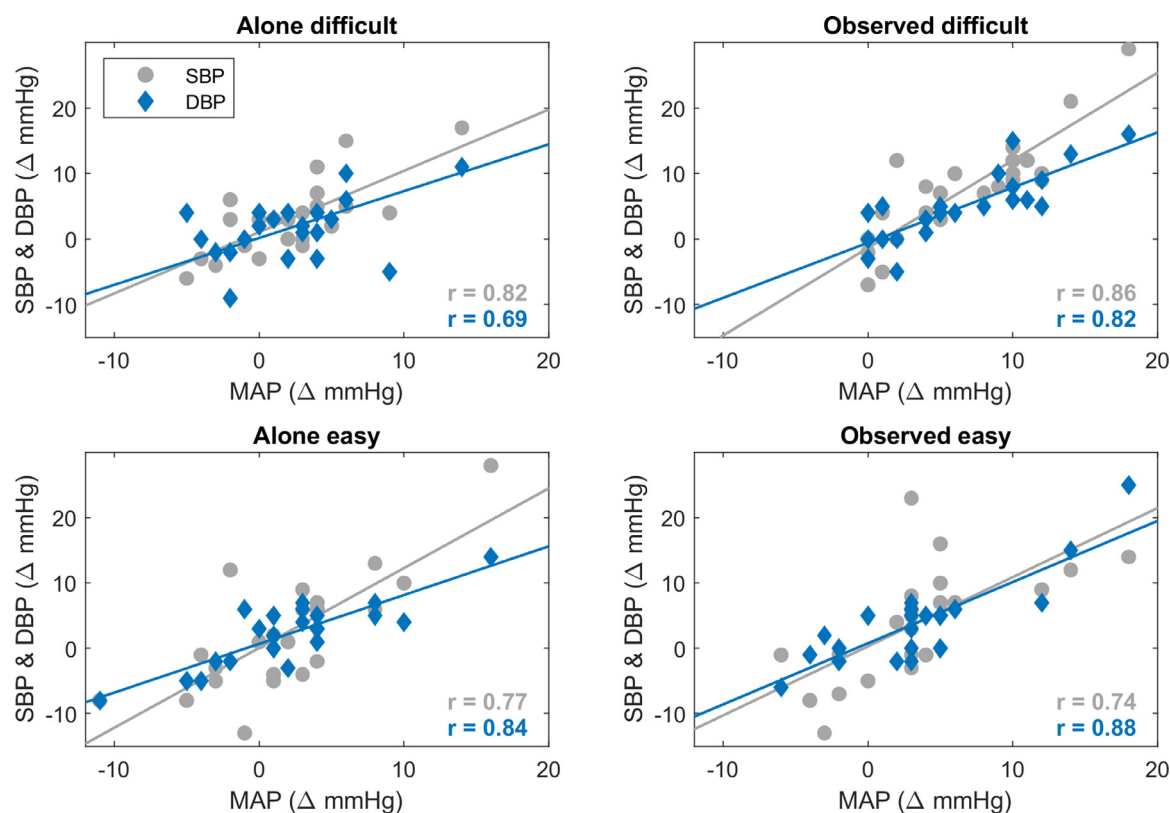 Alone difficult
SBP & DBP (Δ mmHg)
20
10
0
-10
SBP
DBP
r = 0.82
r = 0.69
-10 0 10 20
MAP (Δ mmHg)
Observed difficult
SBP & DBP (Δ mmHg)
20
10
0
-10
r = 0.86
r = 0.82
-10 0 10 20
MAP (Δ mmHg)
Alone easy
SBP & DBP (Δ mmHg)
20
10
0
-10
r = 0.77
r = 0.84
-10 0 10 20
MAP (Δ mmHg)
Observed easy
SBP & DBP (Δ mmHg)
20
10
0
-10
r = 0.74
r = 0.88
-10 0 10 20
MAP (Δ mmHg)